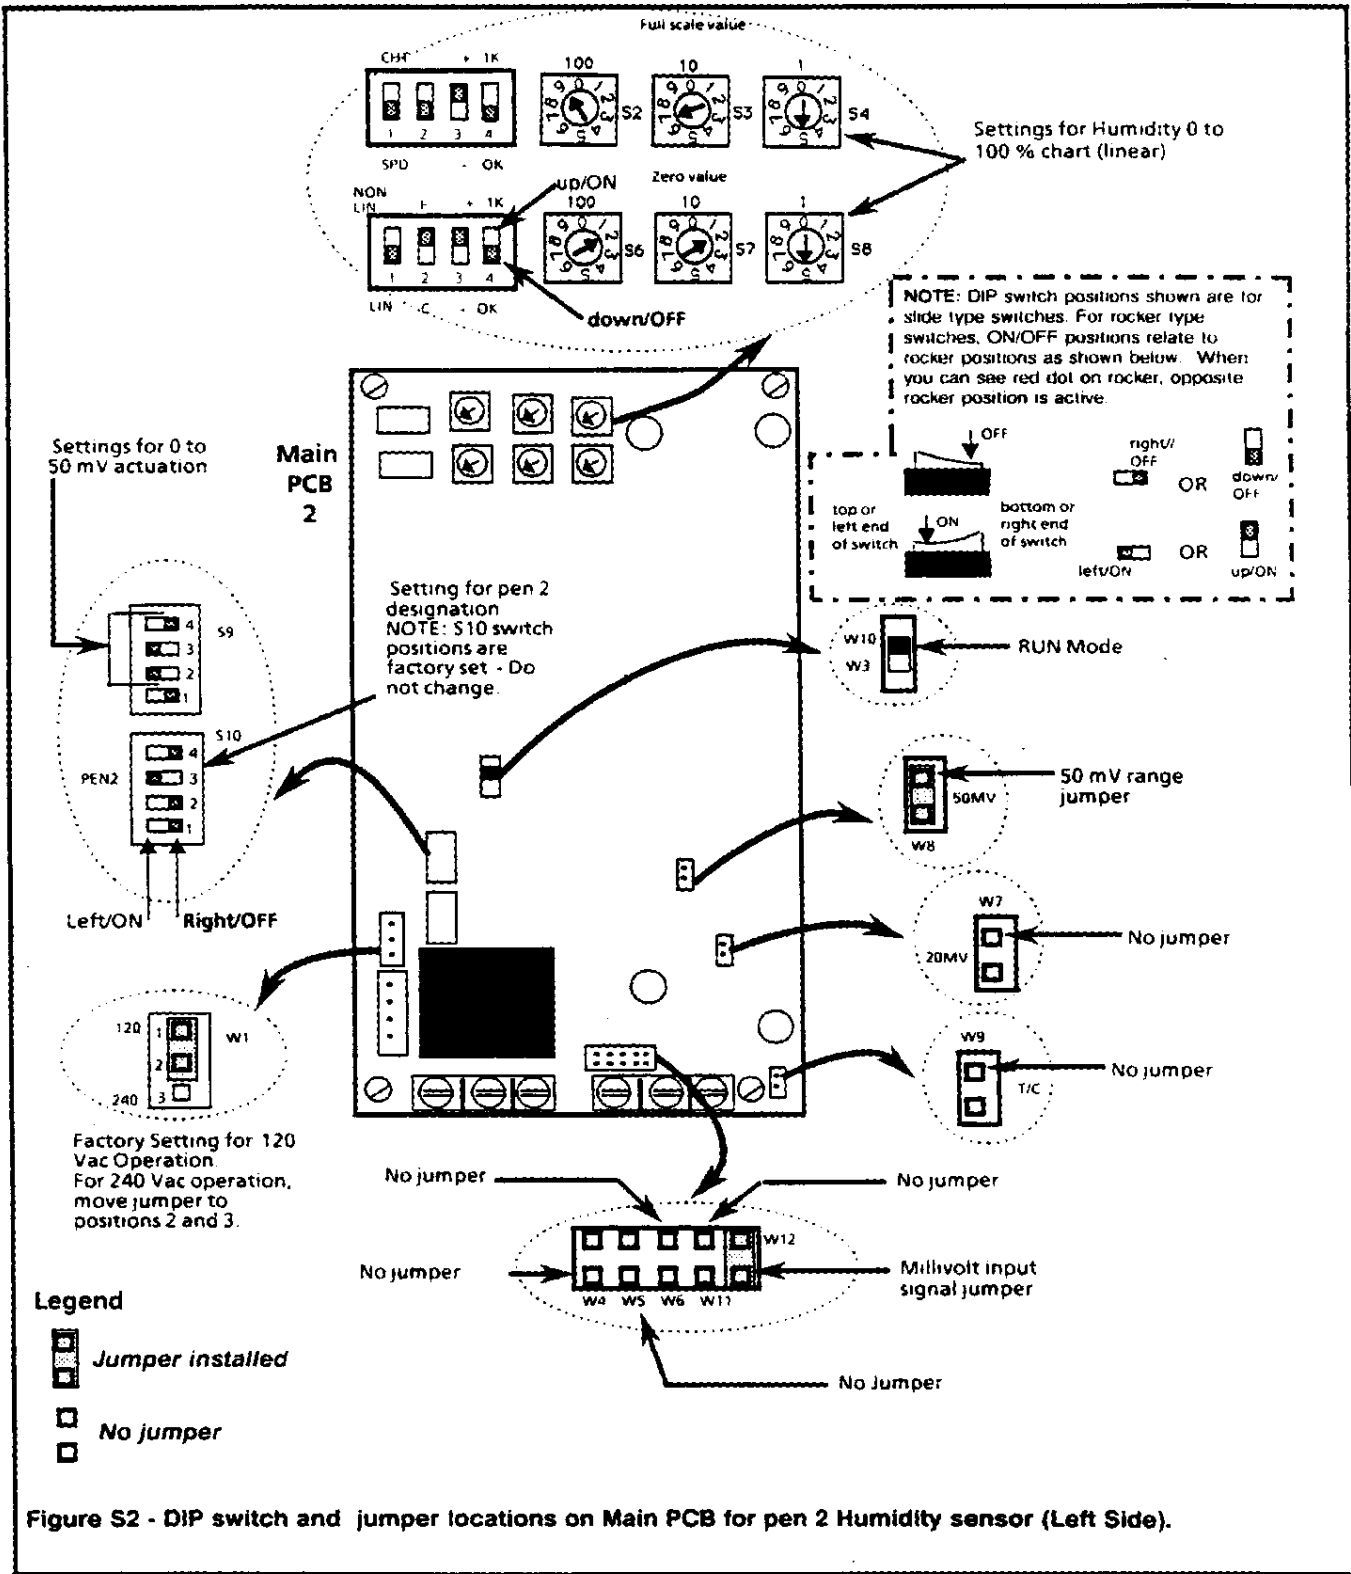 Full scale value
CHT + 1K
100
10
1
S2
S3
S4
1 2 3 4
SPD - OK
Settings for Humidity 0 to
100 % chart (linear)
up/ON
Zero value
NON
LIN F + 1K
100
10
1
S6
S7
S8
1 2 3 4
LIN C - OK
down/OFF
NOTE: DIP switch positions shown are for
slide type switches. For rocker type
switches, ON/OFF positions relate to
rocker positions as shown below. When
you can see red dot on rocker, opposite
rocker position is active.
OFF
right//
OFF
OR
down/
OFF
top or
left end
of switch
ON
bottom or
right end
of switch
left/ON
OR
up/ON
Settings for 0 to
50 mV actuation
Main
PCB
2
Setting for pen 2
designation
NOTE: S10 switch
positions are
factory set - Do
not change.
4
3
2
1
S9
S10
PEN2
4
3
2
1
Left/ON
Right/OFF
W10
W3
RUN Mode
50 mV range
jumper
50MV
W8
W7
20MV
No jumper
W9
T/C
No jumper
120
1
2
3
240
W1
Factory Setting for 120
Vac Operation.
For 240 Vac operation,
move jumper to
positions 2 and 3.
No jumper
No jumper
W12
No jumper
Millivolt input
signal jumper
W4 W5 W6 W11
No Jumper
Legend
Jumper installed
No jumper
Figure S2 - DIP switch and jumper locations on Main PCB for pen 2 Humidity sensor (Left Side).